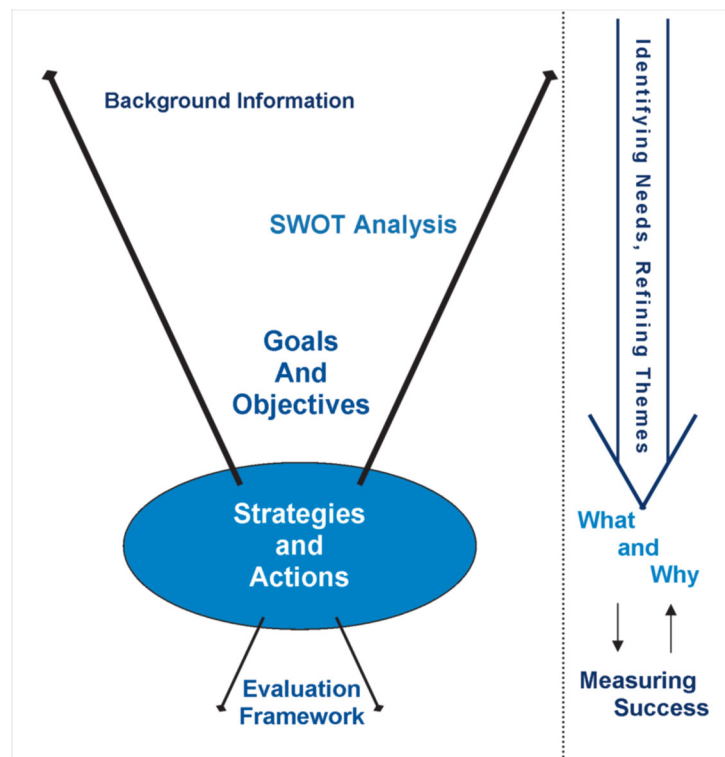 Background Information
SWOT Analysis
Goals
And
Objectives
Strategies
and
Actions
Evaluation
Framework
Identifying Needs, Refining Themes
What
and
Why
Measuring
Success